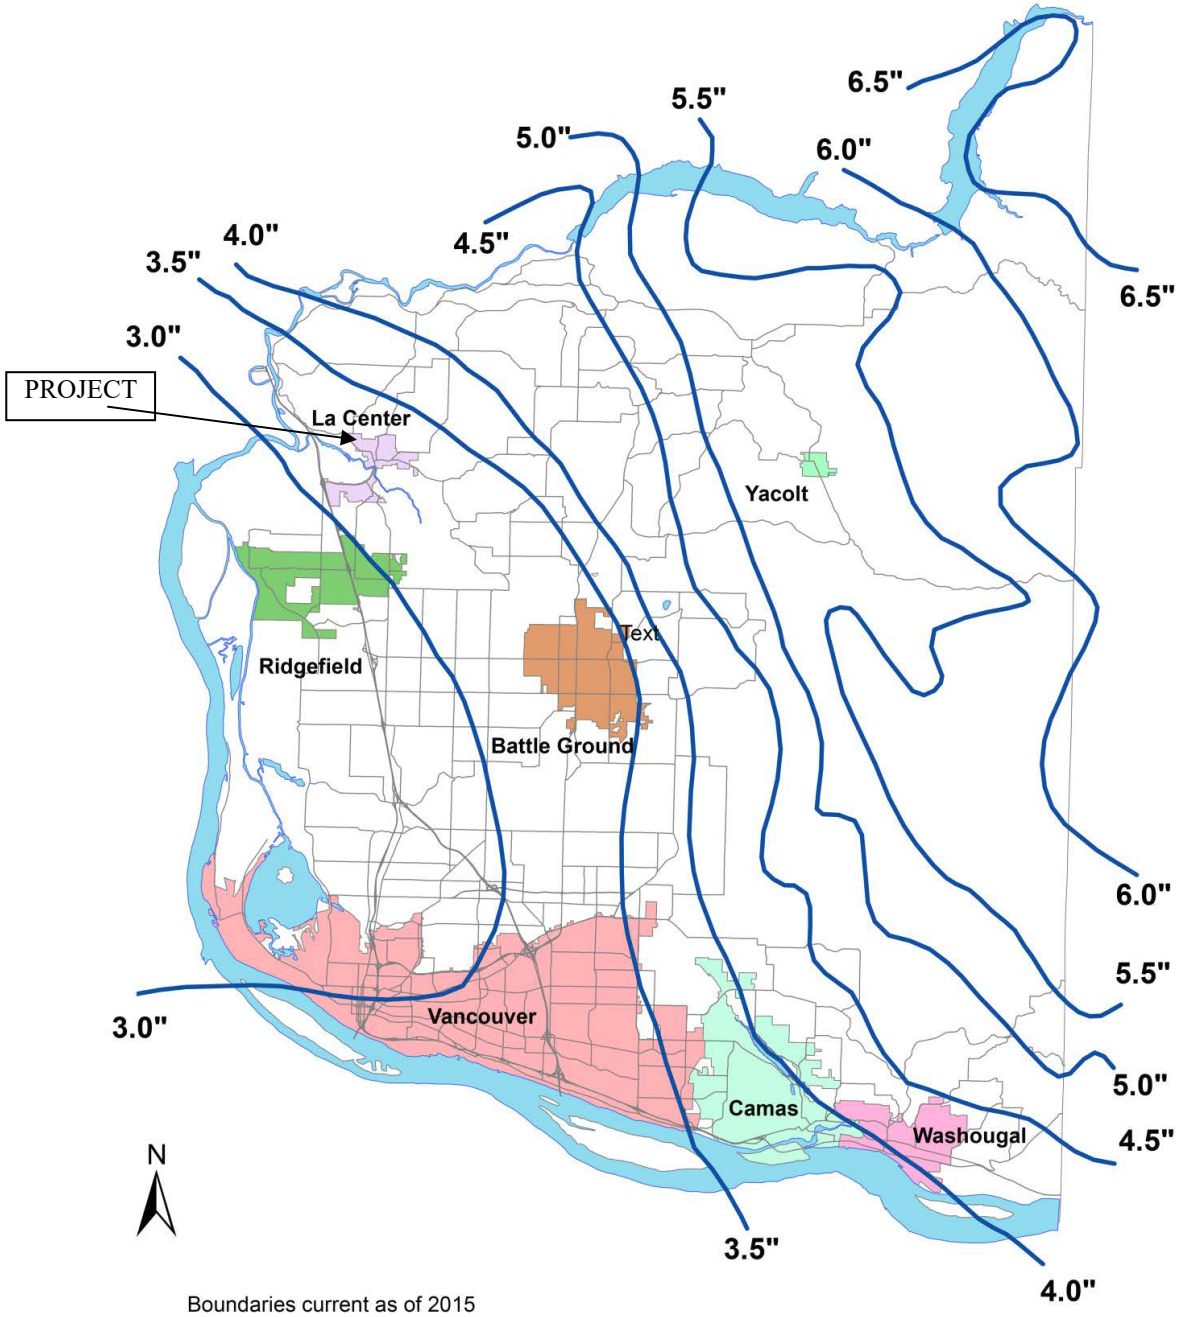 6.5"
5.5"
5.0"
6.0"
4.0"
4.5"
3.5"
6.5"
3.0"
PROJECT
La Center
Yacolt
Text
Ridgefield
Battle Ground
6.0"
5.5"
Vancouver
3.0"
5.0"
Camas
Washougal
4.5"
N
3.5"
4.0"
Boundaries current as of 2015